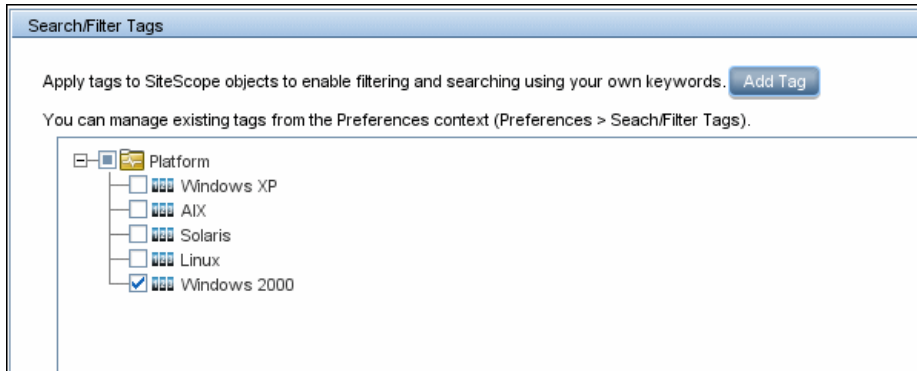 Search/Filter Tags
Apply tags to SiteScope objects to enable filtering and searching using your own keywords. Add Tag
You can manage existing tags from the Preferences context (Preferences > Seach/Filter Tags).
Platform
Windows XP
AIX
Solaris
Linux
Windows 2000